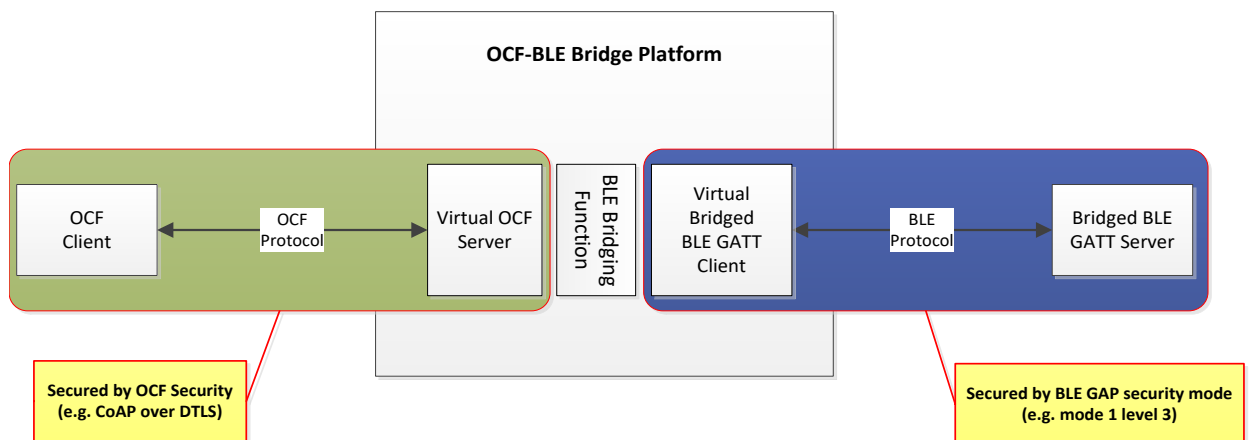 OCF-BLE Bridge Platform
OCF
Client
OCF
Protocol
Virtual OCF
Server
BLE Bridging
Function
Virtual
Bridged
BLE GATT
Client
BLE
Protocol
Bridged BLE
GATT Server
Secured by OCF Security
(e.g. CoAP over DTLS)
Secured by BLE GAP security mode
(e.g. mode 1 level 3)